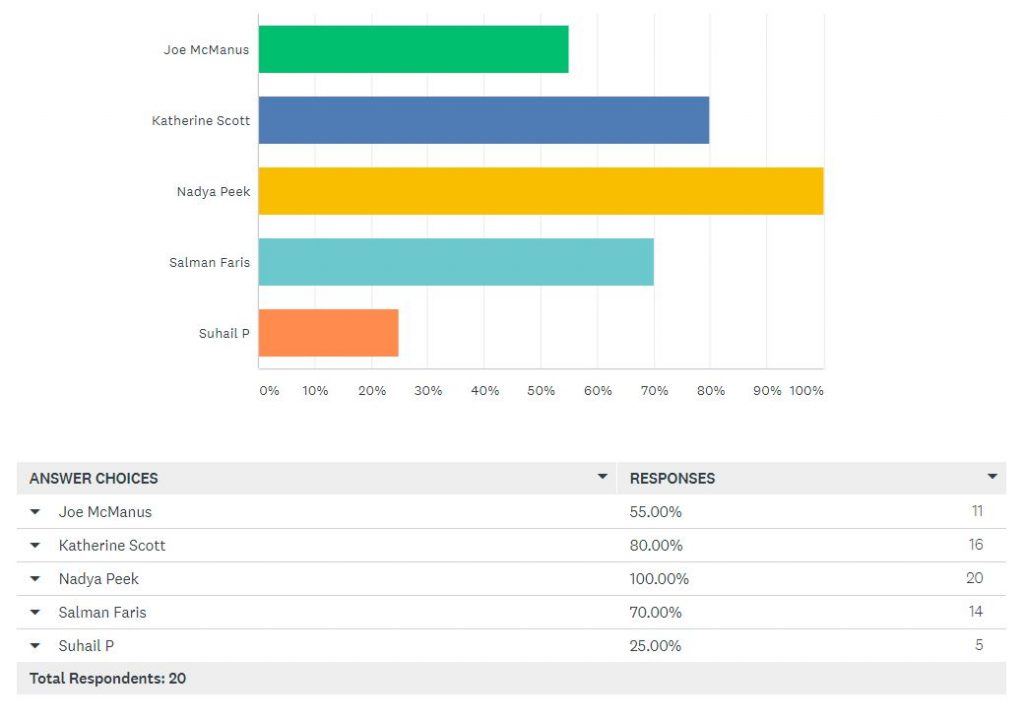 Joe McManus
Katherine Scott
Nadya Peek
Salman Faris
Suhail P
0% 10% 20% 30% 40% 50% 60% 70% 80% 90% 100%
ANSWER CHOICES RESPONSES
Joe McManus 55.00% 11
Katherine Scott 80.00% 16
Nadya Peek 100.00% 20
Salman Faris 70.00% 14
Suhail P 25.00% 5
Total Respondents: 20